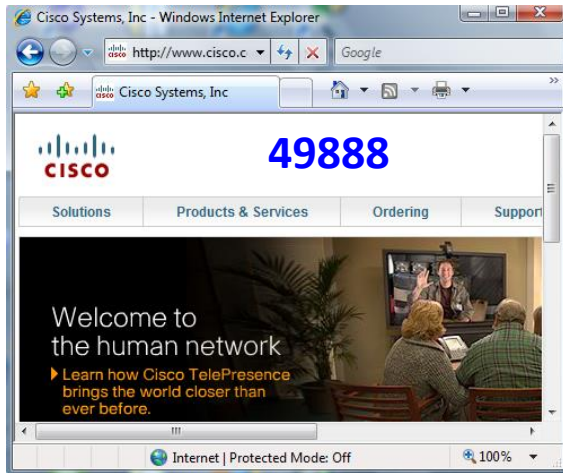 Cisco Systems, Inc - Windows Internet Explorer
http://www.cisco.c
Google
Cisco Systems, Inc
CISCO
49888
Solutions Products & Services Ordering Support
Welcome to
the human network
Learn how Cisco TelePresence
brings the world closer than
ever before.
Internet | Protected Mode: Off 100%